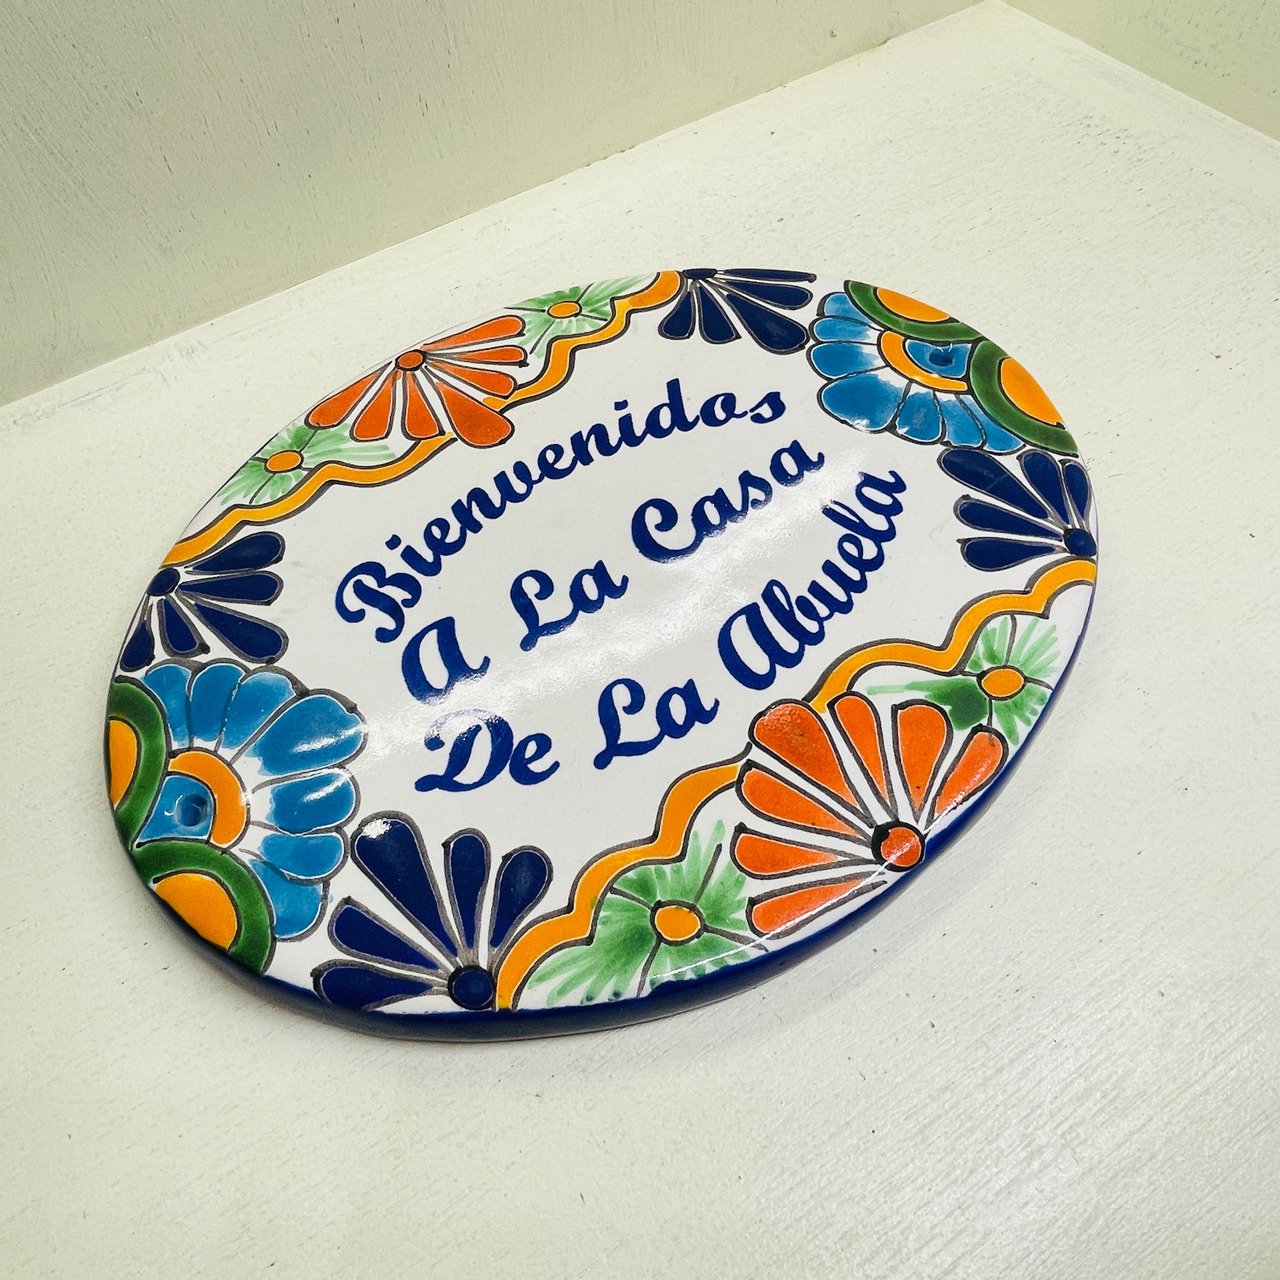 Bienvenidos
A La Casa
De La Abuela